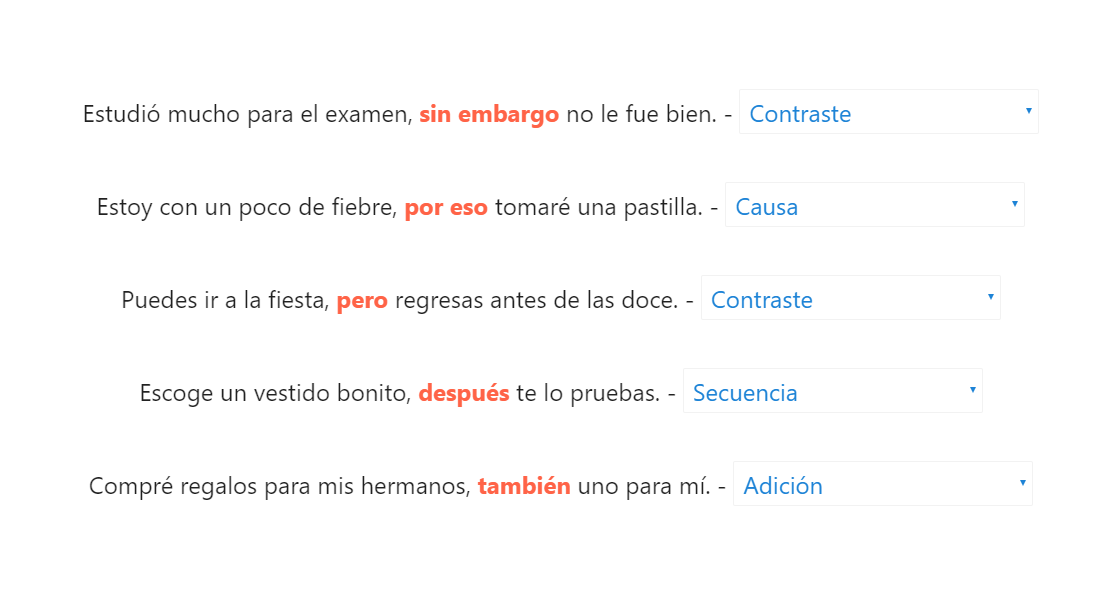 Estudió mucho para el examen, sin embargo no le fue bien. - Contraste
Estoy con un poco de fiebre, por eso tomaré una pastilla. - Causa
Puedes ir a la fiesta, pero regresas antes de las doce. - Contraste
Escoge un vestido bonito, después te lo pruebas. - Secuencia
Compré regalos para mis hermanos, también uno para mí. - Adición